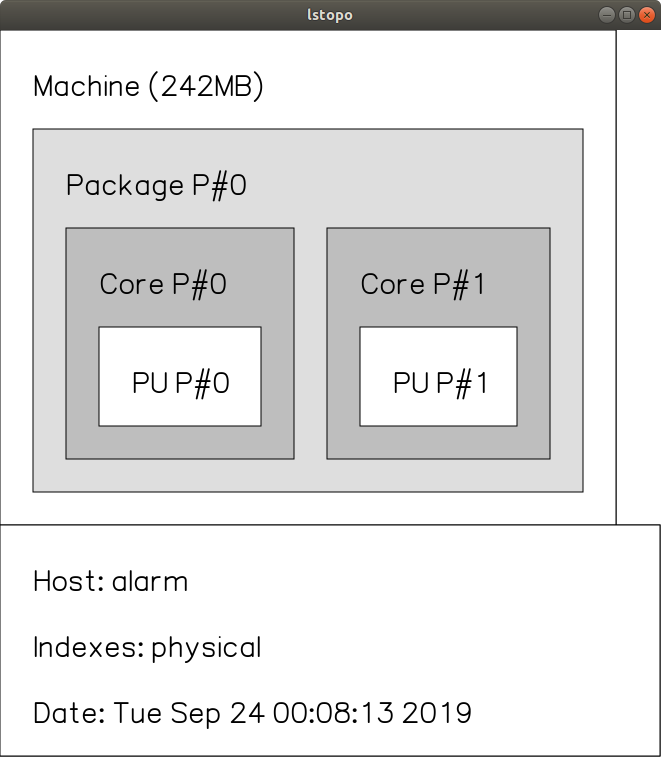 lstopo
Machine (242MB)
Package P#0
Core P#0
Core P#1
PU P#0
PU P#1
Host: alarm
Indexes: physical
Date: Tue Sep 24 00:08:13 2019